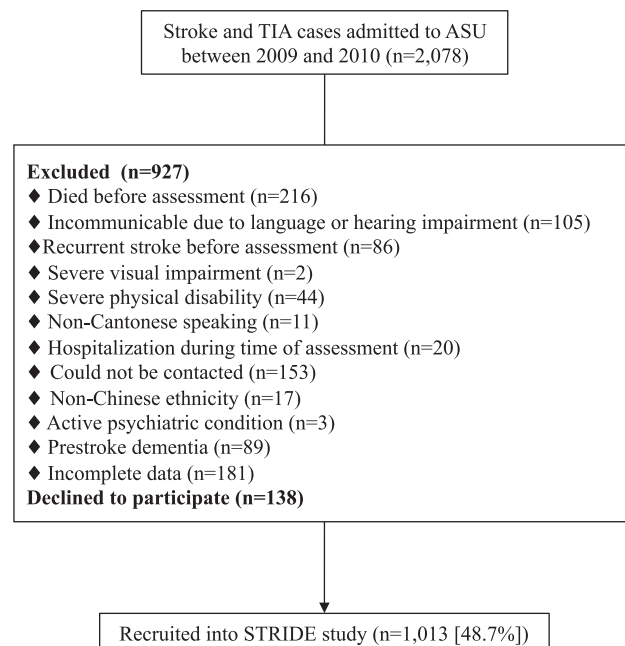 Stroke and TIA cases admitted to ASU
between 2009 and 2010 (n=2,078)
Excluded (n=927)
♦ Died before assessment (n=216)
♦ Incommunicable due to language or hearing impairment (n=105)
♦Recurrent stroke before assessment (n=86)
♦ Severe visual impairment (n=2)
♦ Severe physical disability (n=44)
♦ Non-Cantonese speaking (n=11)
♦ Hospitalization during time of assessment (n=20)
♦ Could not be contacted (n=153)
♦ Non-Chinese ethnicity (n=17)
♦ Active psychiatric condition (n=3)
♦ Prestroke dementia (n=89)
♦ Incomplete data (n=181)
Declined to participate (n=138)
Recruited into STRIDE study (n=1,013 [48.7%])